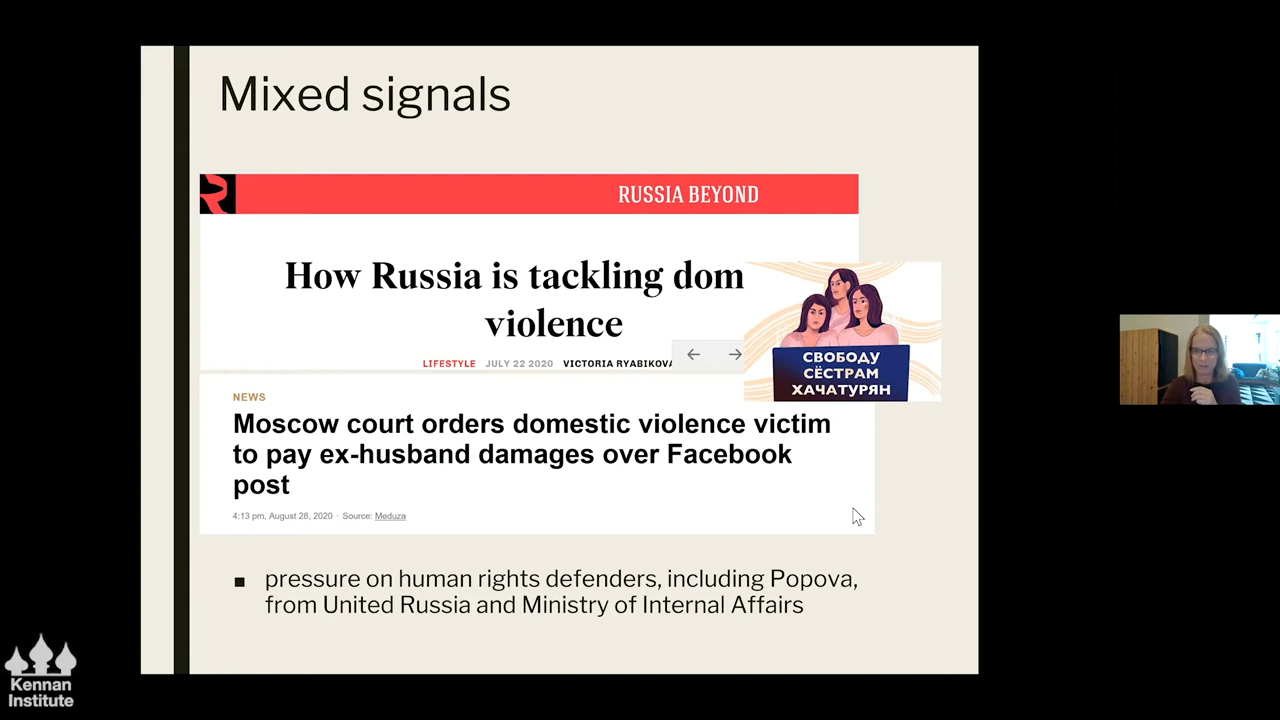 Mixed signals
RUSSIA BEYOND
How Russia is tackling dom
violence
LIFESTYLE JULY 22 2020 VICTORIA RYABIKOVA
СВОБОДУ
СЁСТРАМ
ХАЧАТУРЯН
NEWS
Moscow court orders domestic violence victim
to pay ex-husband damages over Facebook
post
4:13 pm, August 28, 2020 · Source: Meduza
■ pressure on human rights defenders, including Popova,
from United Russia and Ministry of Internal Affairs
Kennan
Institute